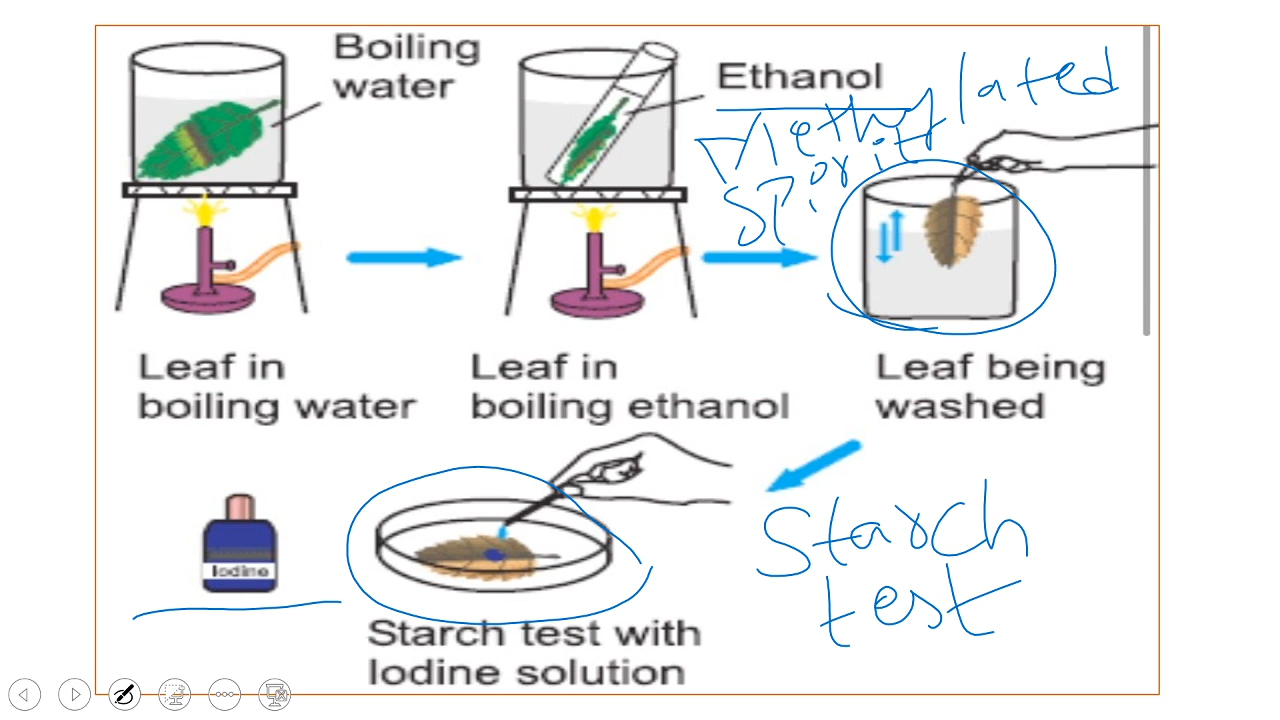 Boiling
water
Ethanol
Methylated
Spirit
Leaf in
boiling water
Leaf in
boiling ethanol
Leaf being
washed
Iodine
Starch test with
Iodine solution
Starch
test